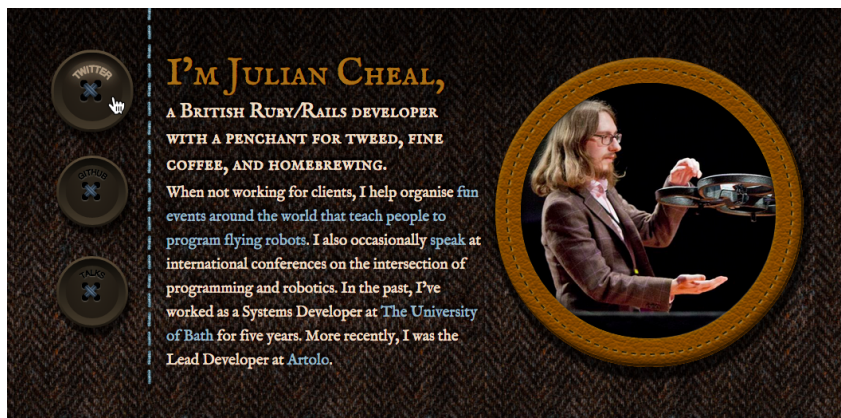 TWITTER
GITHUB
TALKS
I'm Julian Cheal,
a British Ruby/Rails developer
with a penchant for tweed, fine
coffee, and homebrewing.
When not working for clients, I help organise fun
events around the world that teach people to
program flying robots. I also occasionally speak at
international conferences on the intersection of
programming and robotics. In the past, I've
worked as a Systems Developer at The University
of Bath for five years. More recently, I was the
Lead Developer at Artolo.